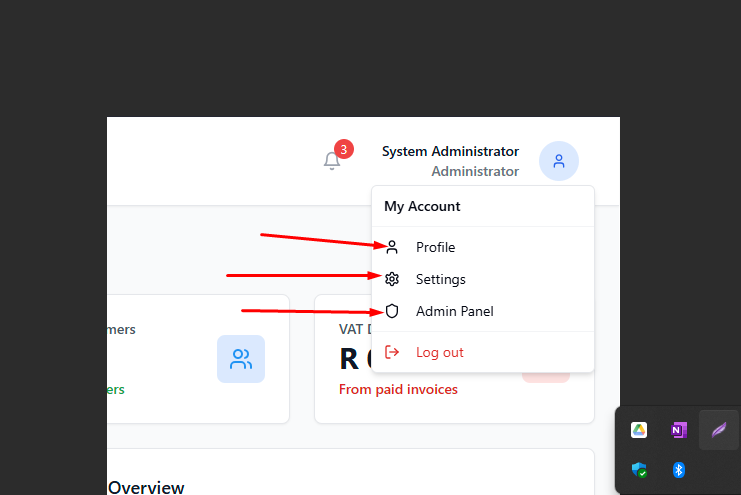 3
System Administrator
Administrator
My Account
Profile
Settings
Admin Panel
Log out
mers
ers
VAT D
R
From paid invoices
Overview
N